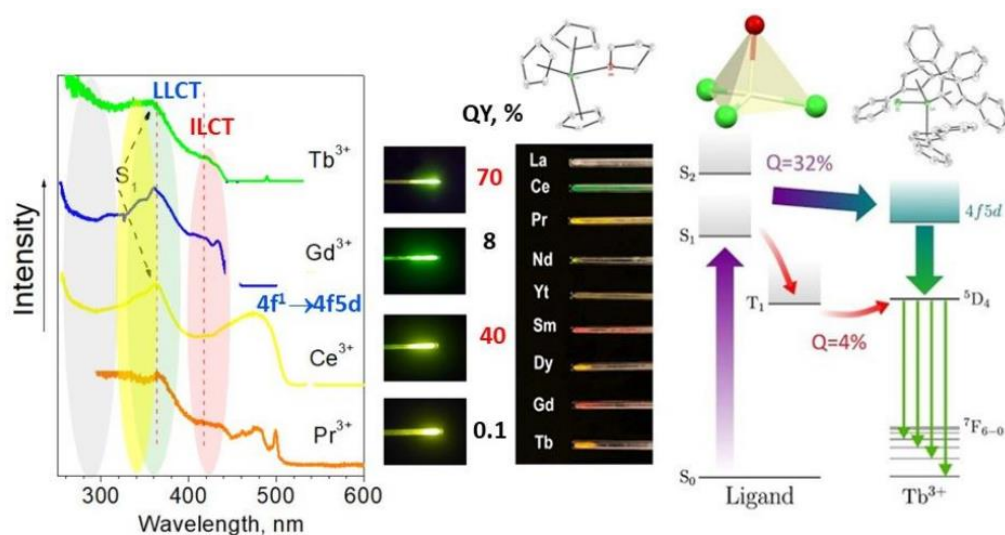 LLCT
ILCT
S1
Tb3+
Gd3+
4f¹ →4f5d
Ce3+
Pr3+
Intensity
300 400 500 600
Wavelength, nm
QY, %
70
8
40
0.1
La
Ce
Pr
Nd
Yt
Sm
Dy
Gd
Tb
S2
S1
T1
S0
Ligand
Q=32%
Q=4%
4f5d
⁵D4
⁷F6−0
Tb3+